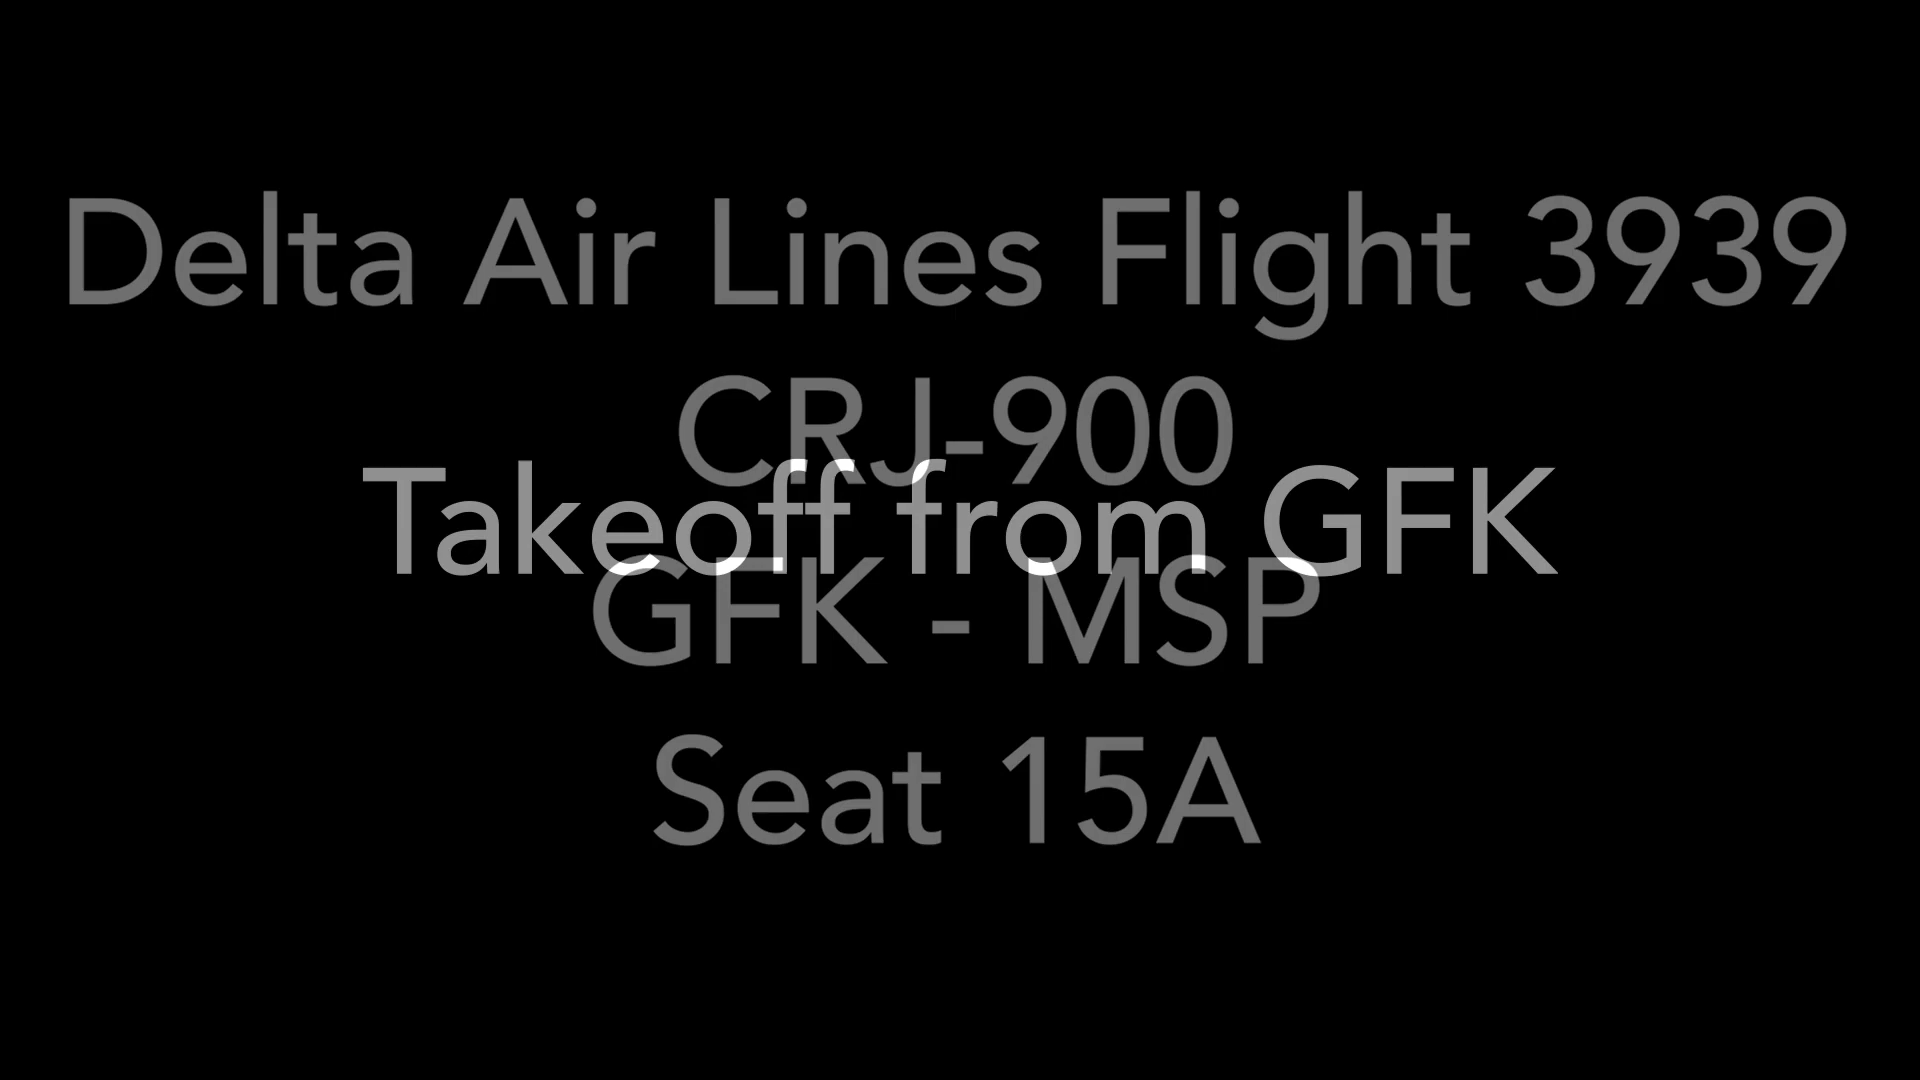 Delta Air Lines Flight 3939
CRJ-900
Takeoff from GFK
GFK - MSP
Seat 15A